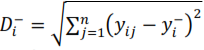 $D_i^- = \sqrt{\sum_{j=1}^{n}(y_{ij} - y_i^-)^2}$